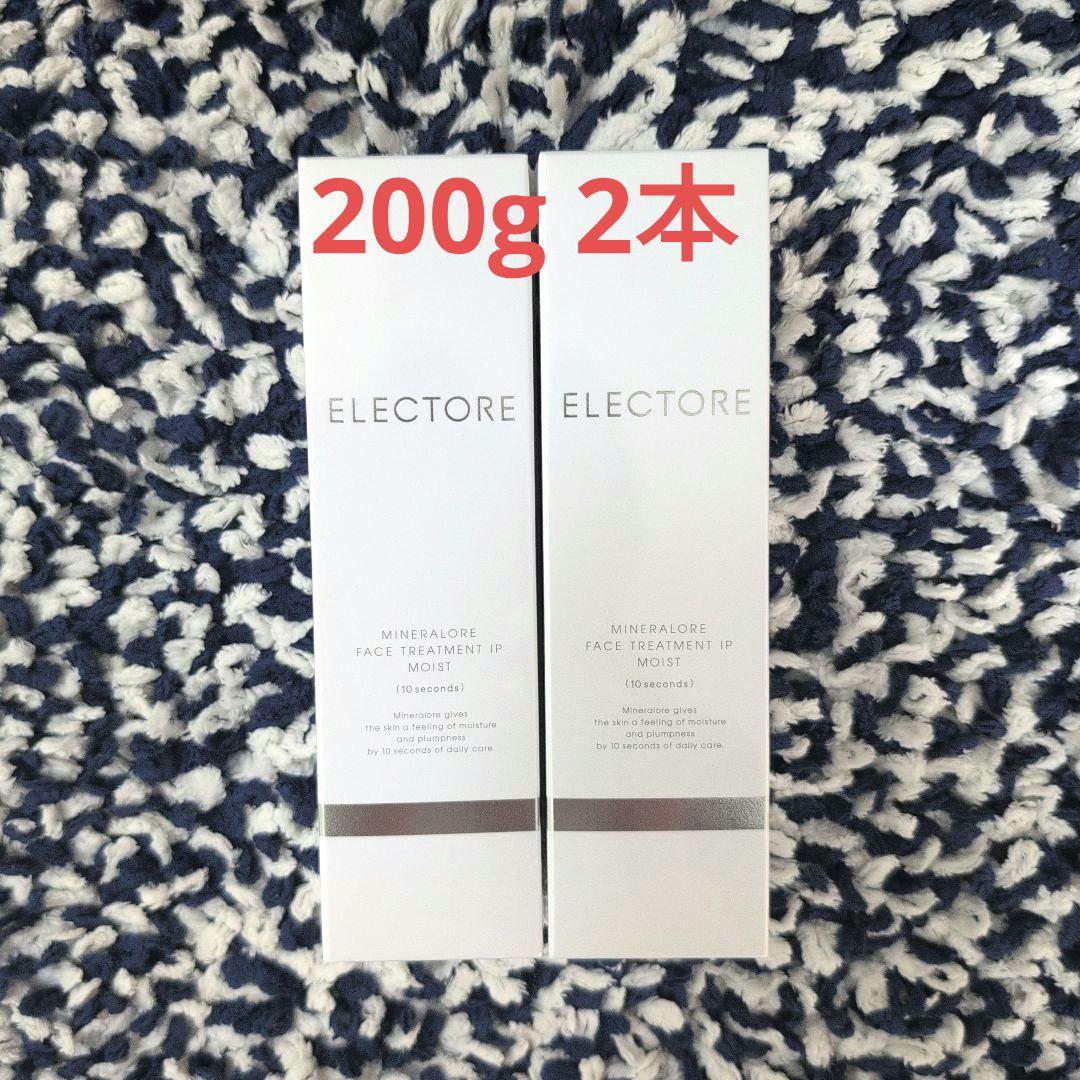 200g 2本
ELECTORE
MINERALORE
FACE TREATMENT IP
MOIST
(10 seconds)
Mineralore gives
the skin a feeling of moisture
and plumpness
by 10 seconds of daily care.
ELECTORE
MINERALORE
FACE TREATMENT IP
MOIST
(10 seconds)
Mineralore gives
the skin a feeling of moisture
and plumpness
by 10 seconds of daily care.